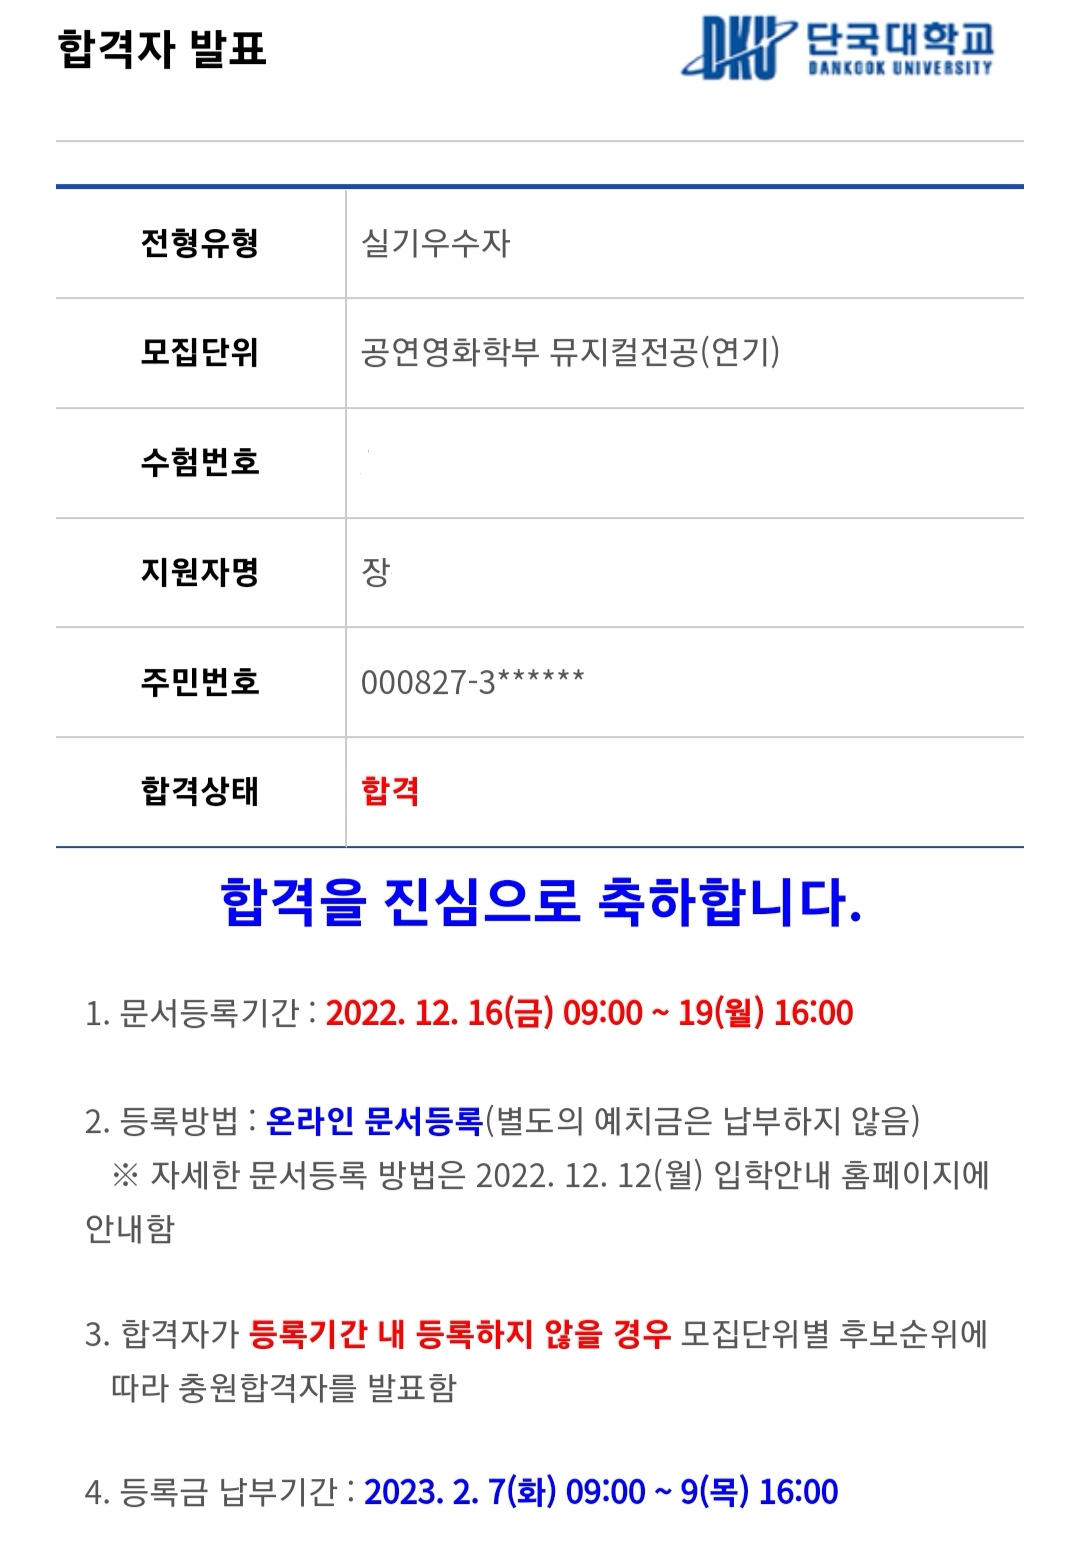 합격자 발표
DKU 단국대학교
DANKOOK UNIVERSITY
전형유형 실기우수자
모집단위 공연영화학부 뮤지컬전공(연기)
수험번호
지원자명 장
주민번호 000827-3******
합격상태 합격
합격을 진심으로 축하합니다.
1. 문서등록기간 : 2022. 12. 16(금) 09:00 ~ 19(월) 16:00
2. 등록방법 : 온라인 문서등록(별도의 예치금은 납부하지 않음)
※ 자세한 문서등록 방법은 2022. 12. 12(월) 입학안내 홈페이지에
안내함
3. 합격자가 등록기간 내 등록하지 않을 경우 모집단위별 후보순위에
따라 충원합격자를 발표함
4. 등록금 납부기간 : 2023. 2. 7(화) 09:00 ~ 9(목) 16:00